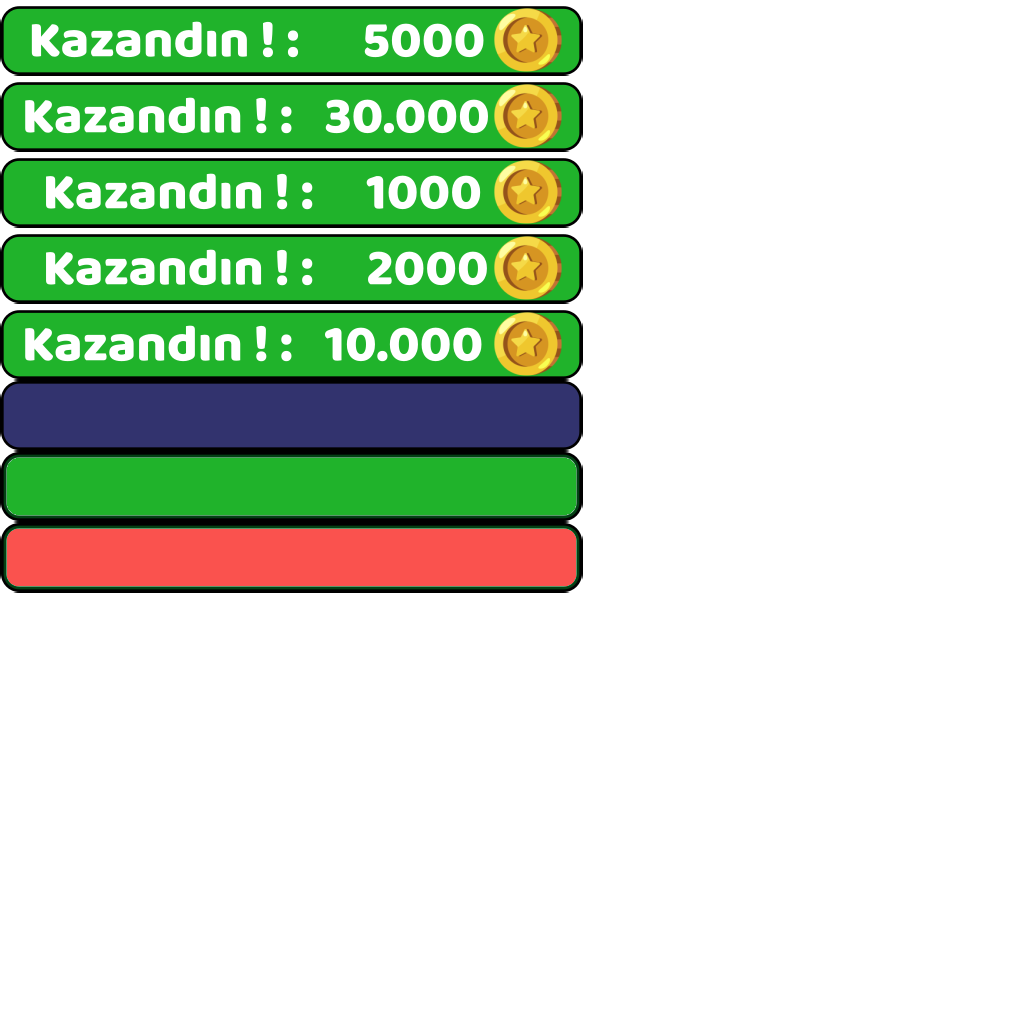 Kazandın ! : 5000
Kazandın ! : 30.000
Kazandın ! : 1000
Kazandın ! : 2000
Kazandın ! : 10.000